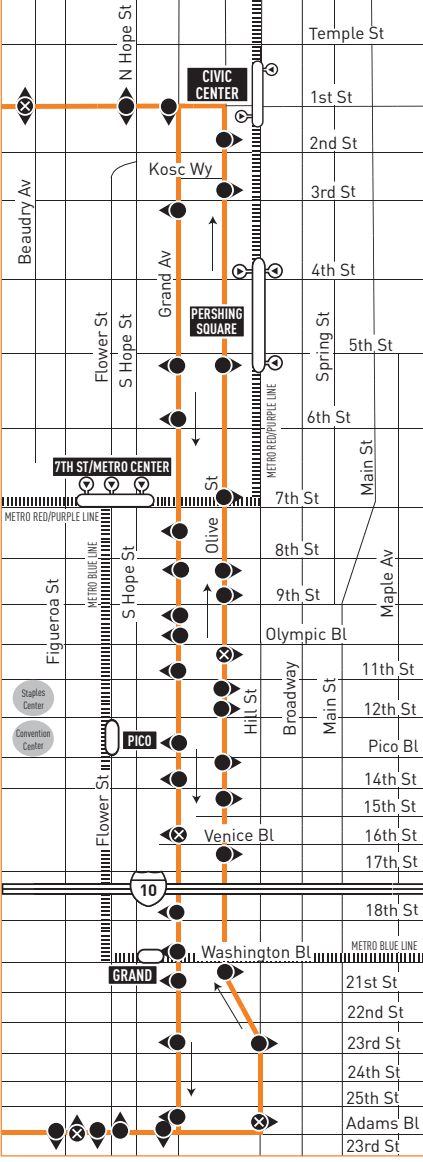 N Hope St
Temple St
CIVIC
CENTER
1st St
2nd St
Kosc Wy
3rd St
Beaudry Av
Grand Av
4th St
PERSHING
SQUARE
Flower St
S Hope St
Spring St
5th St
6th St
METRO RED/PURPLE LINE
Main St
7TH ST/METRO CENTER
Olive St
7th St
METRO RED/PURPLE LINE
METRO BLUE LINE
S Hope St
8th St
Maple Av
9th St
Figueroa St
Olympic Bl
11th St
Staples
Center
Hill St
Broadway
Main St
12th St
Convention
Center
PICO
Pico Bl
14th St
Flower St
15th St
Venice Bl
16th St
17th St
10
18th St
Washington Bl
METRO BLUE LINE
GRAND
21st St
22nd St
23rd St
24th St
25th St
Adams Bl
23rd St